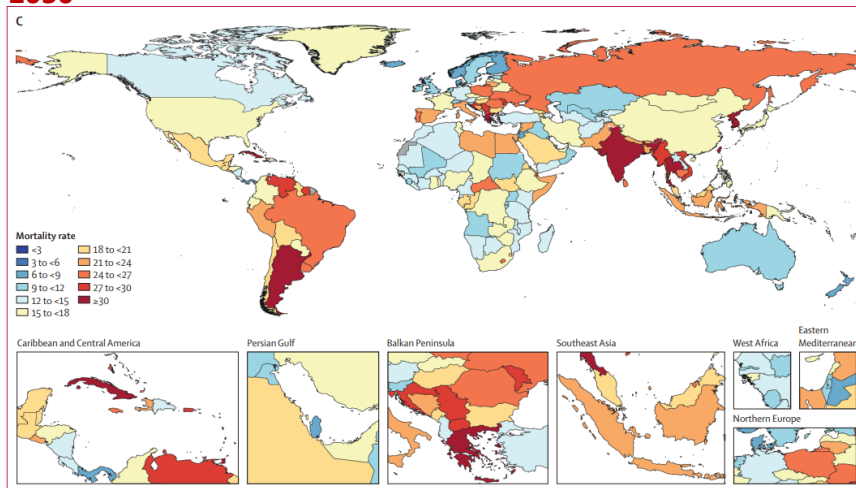 C
Mortality rate
<3
3 to <6
6 to <9
9 to <12
12 to <15
15 to <18
18 to <21
21 to <24
24 to <27
27 to <30
≥30
Caribbean and Central America
Persian Gulf
Balkan Peninsula
Southeast Asia
West Africa
Eastern
Mediterranean
Northern Europe